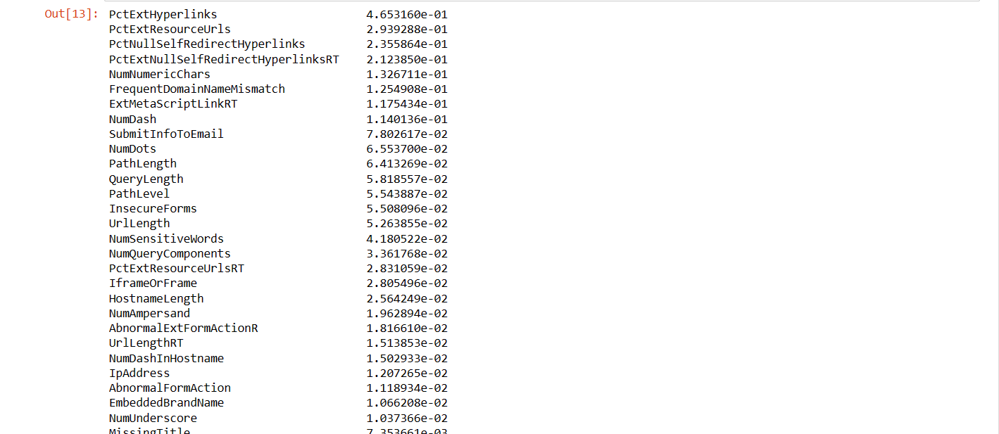 Out[13]: PctExtHyperlinks 4.653160e-01
PctExtResourceUrls 2.939288e-01
PctNullSelfRedirectHyperlinks 2.355864e-01
PctExtNullSelfRedirectHyperlinksRT 2.123850e-01
NumNumericChars 1.326711e-01
FrequentDomainNameMismatch 1.254908e-01
ExtMetaScriptLinkRT 1.175434e-01
NumDash 1.140136e-01
SubmitInfoToEmail 7.802617e-02
NumDots 6.553700e-02
PathLength 6.413269e-02
QueryLength 5.818557e-02
PathLevel 5.543887e-02
InsecureForms 5.508096e-02
UrlLength 5.263855e-02
NumSensitiveWords 4.180522e-02
NumQueryComponents 3.361768e-02
PctExtResourceUrlsRT 2.831059e-02
IframeOrFrame 2.805496e-02
HostnameLength 2.564249e-02
NumAmpersand 1.962894e-02
AbnormalExtFormActionR 1.816610e-02
UrlLengthRT 1.513853e-02
NumDashInHostname 1.502933e-02
IpAddress 1.207265e-02
AbnormalFormAction 1.118934e-02
EmbeddedBrandName 1.066208e-02
NumUnderscore 1.037366e-02
MissingTitle 7.353661e-03